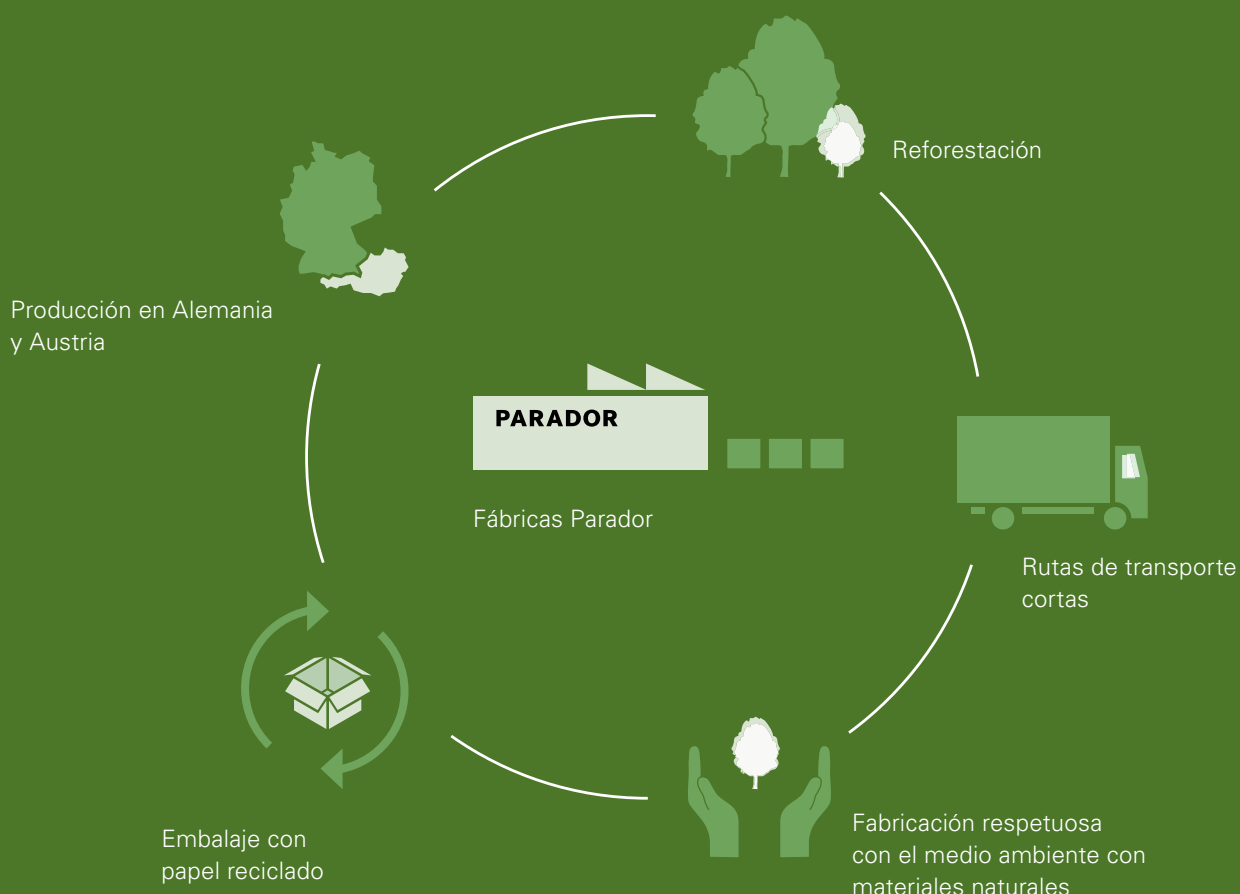 Reforestación
Producción en Alemania
y Austria
PARADOR
Fábricas Parador
Rutas de transporte
cortas
Embalaje con
papel reciclado
Fabricación respetuosa
con el medio ambiente con
materiales naturales